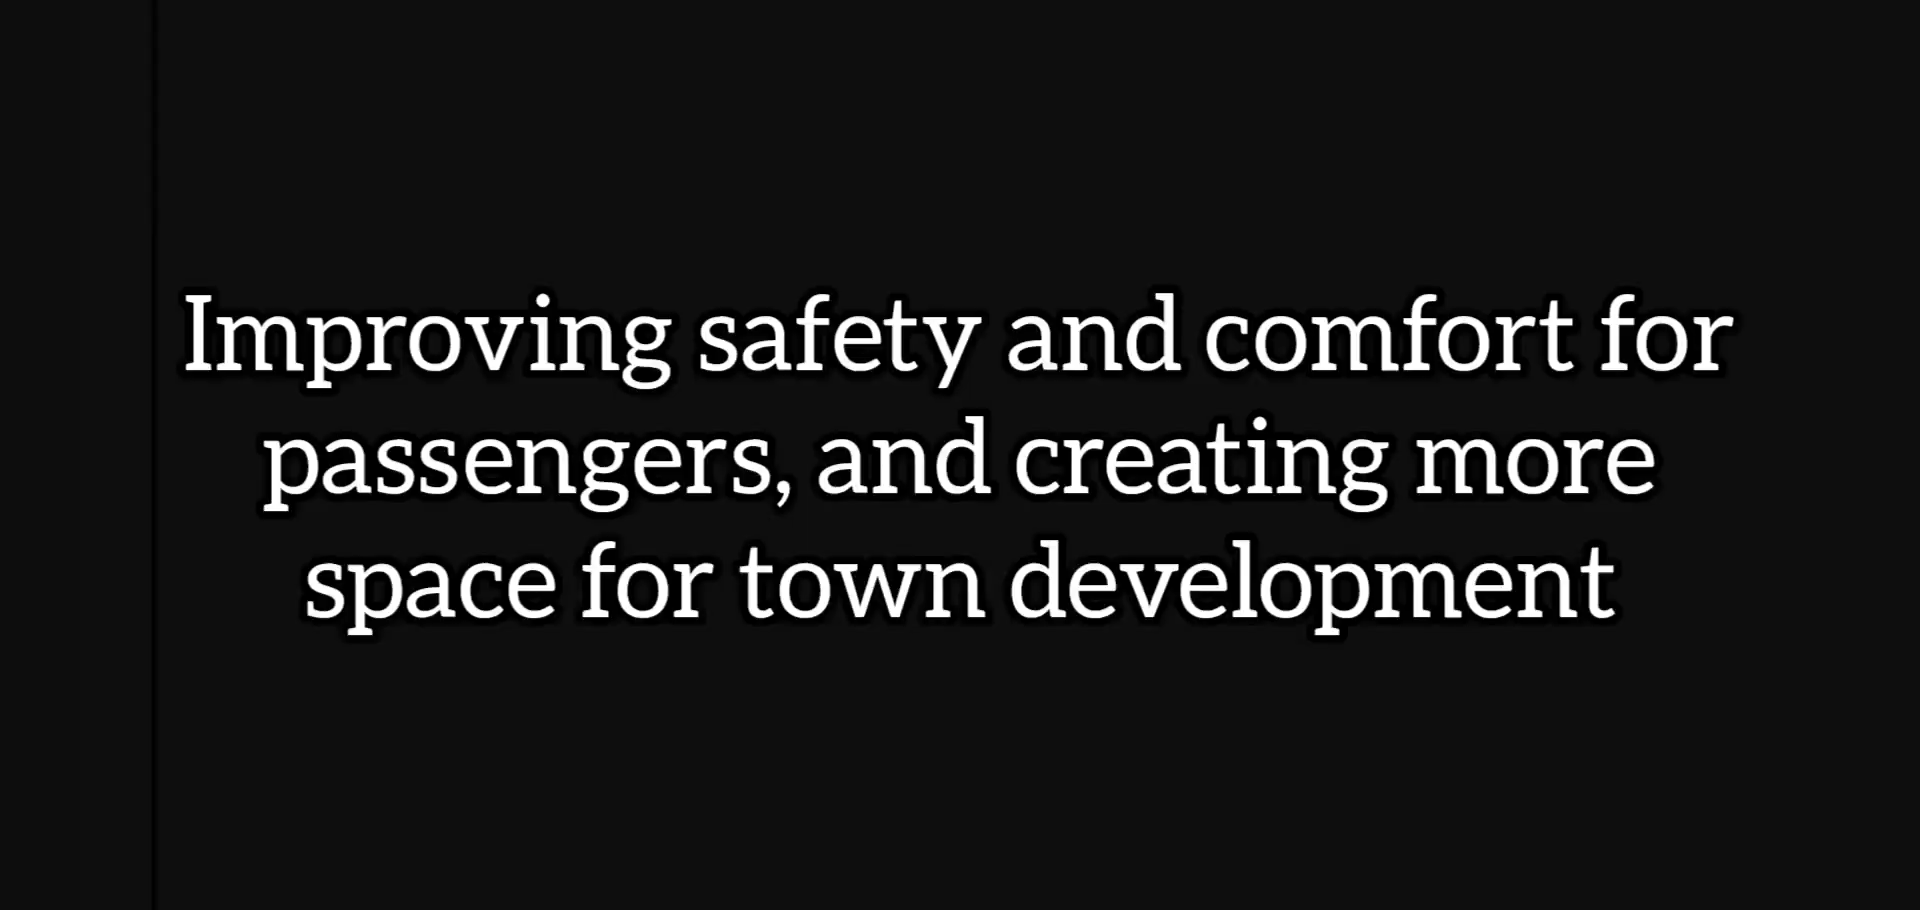 Improving safety and comfort for
passengers, and creating more
space for town development